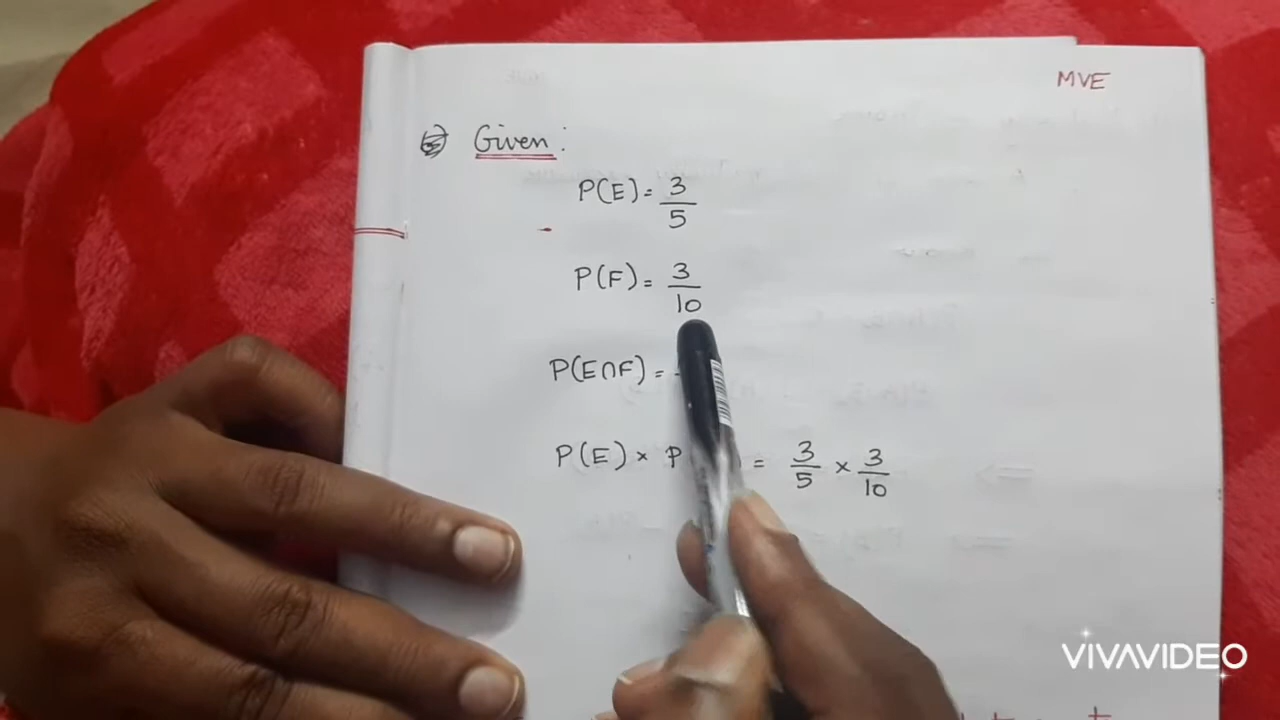 MVE
Given :
P(E) = 3/5
P(F) = 3/10
P(E∩F) =
P(E) × P = 3/5 × 3/10
VIVAVIDEO